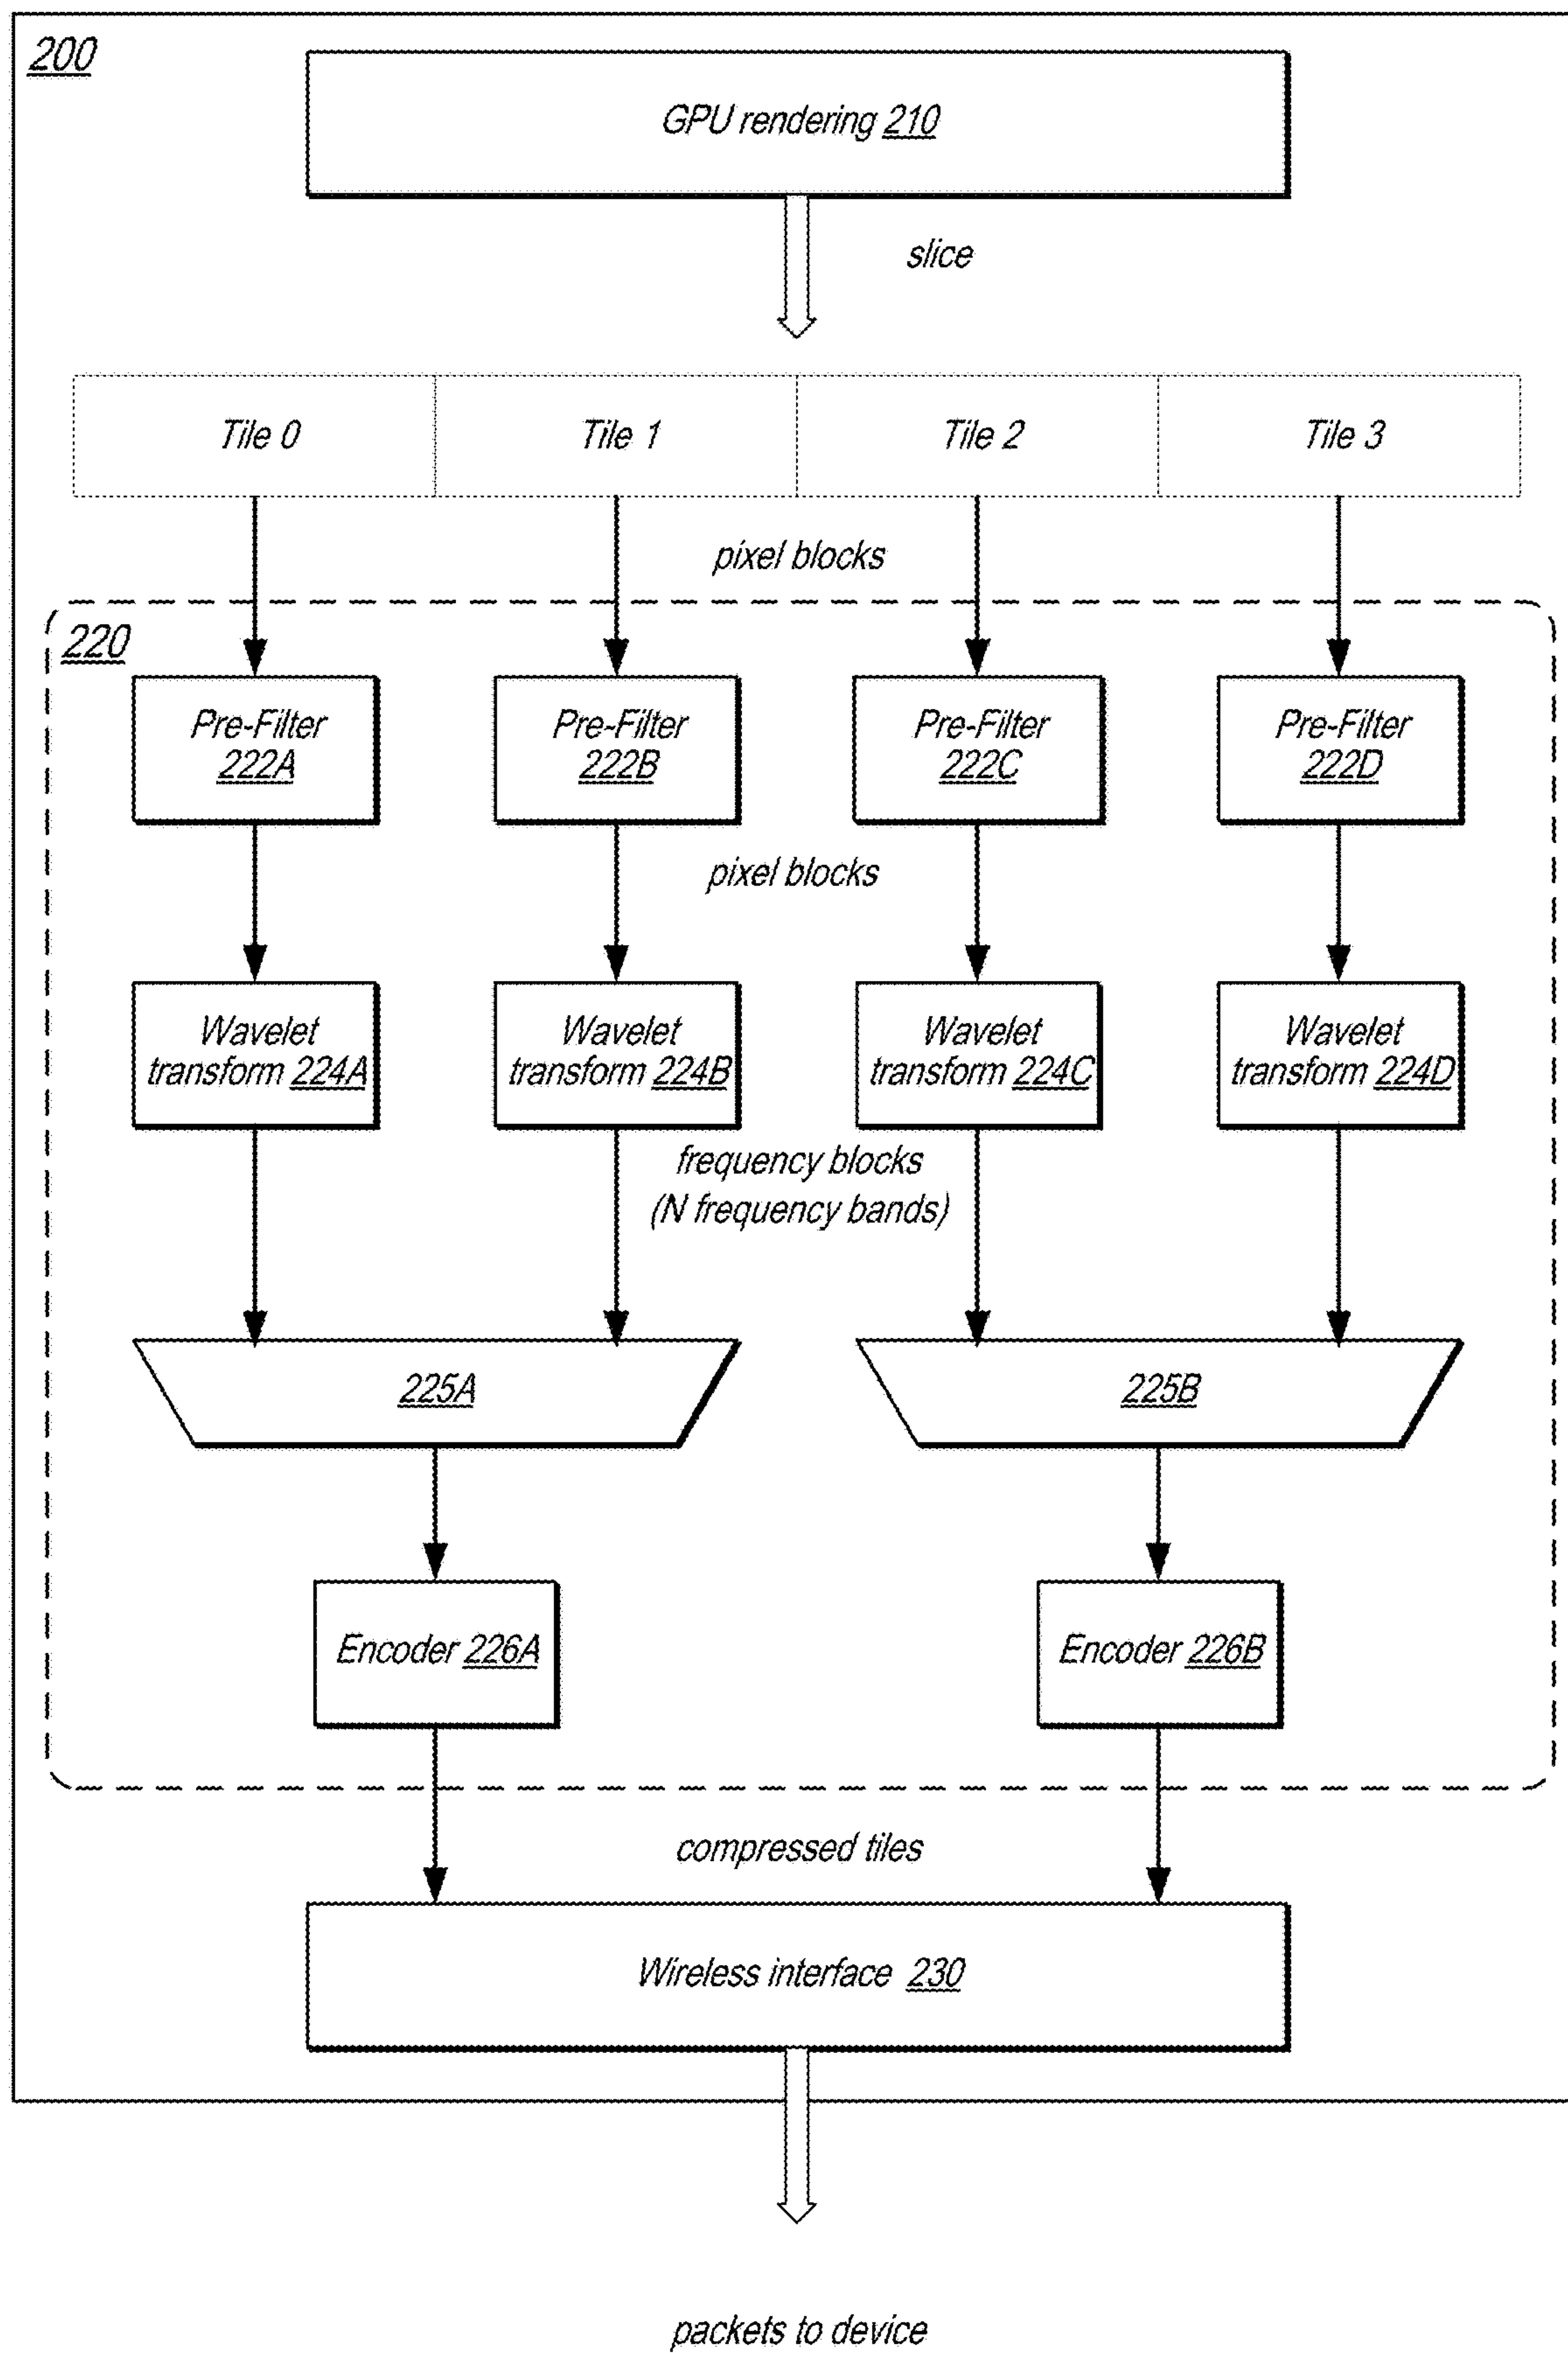 200
GPU rendering 210
slice
Tile 0
Tile 1
Tile 2
Tile 3
pixel blocks
220
Pre-Filter
222A
Pre-Filter
222B
Pre-Filter
222C
Pre-Filter
222D
pixel blocks
Wavelet
transform 224A
Wavelet
transform 224B
Wavelet
transform 224C
Wavelet
transform 224D
frequency blocks
(N frequency bands)
225A
225B
Encoder 226A
Encoder 226B
compressed tiles
Wireless interface 230
packets to device